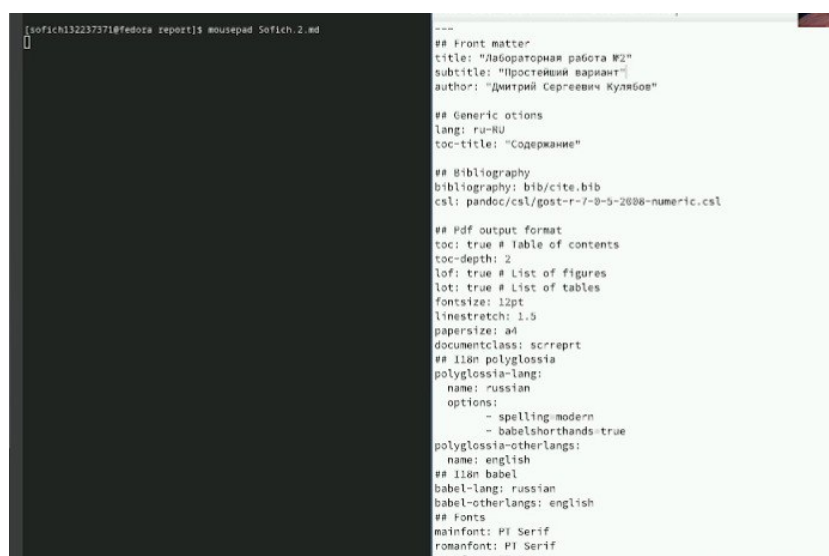 [sofich132237371@fedora report]$ mousepad Sofich.2.md
---
## Front matter
title: "Лабораторная работа №2"
subtitle: "Простейший вариант"
author: "Дмитрий Сергеевич Кулябов"
## Generic otions
lang: ru-RU
toc-title: "Содержание"
## Bibliography
bibliography: bib/cite.bib
csl: pandoc/csl/gost-r-7-0-5-2008-numeric.csl
## Pdf output format
toc: true # Table of contents
toc-depth: 2
lof: true # List of figures
lot: true # List of tables
fontsize: 12pt
linestretch: 1.5
papersize: a4
documentclass: scrreprt
## I18n polyglossia
polyglossia-lang:
name: russian
options:
- spelling=modern
- babelshorthands=true
polyglossia-otherlangs:
name: english
## I18n babel
babel-lang: russian
babel-otherlangs: english
## Fonts
mainfont: PT Serif
romanfont: PT Serif